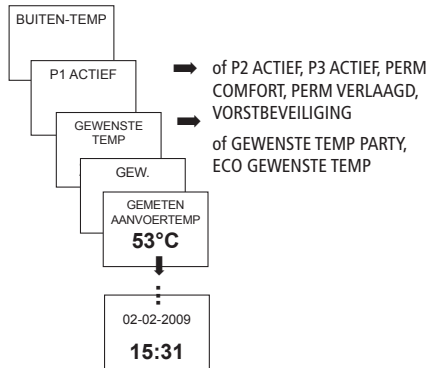 BUITEN-TEMP
P1 ACTIEF
of P2 ACTIEF, P3 ACTIEF, PERM
COMFORT, PERM VERLAAGD,
VORSTBEVEILIGING
GEWENSTE
TEMP
of GEWENSTE TEMP PARTY,
ECO GEWENSTE TEMP
GEW.
GEMETEN
AANVOERTEMP
53°C
02-02-2009
15:31